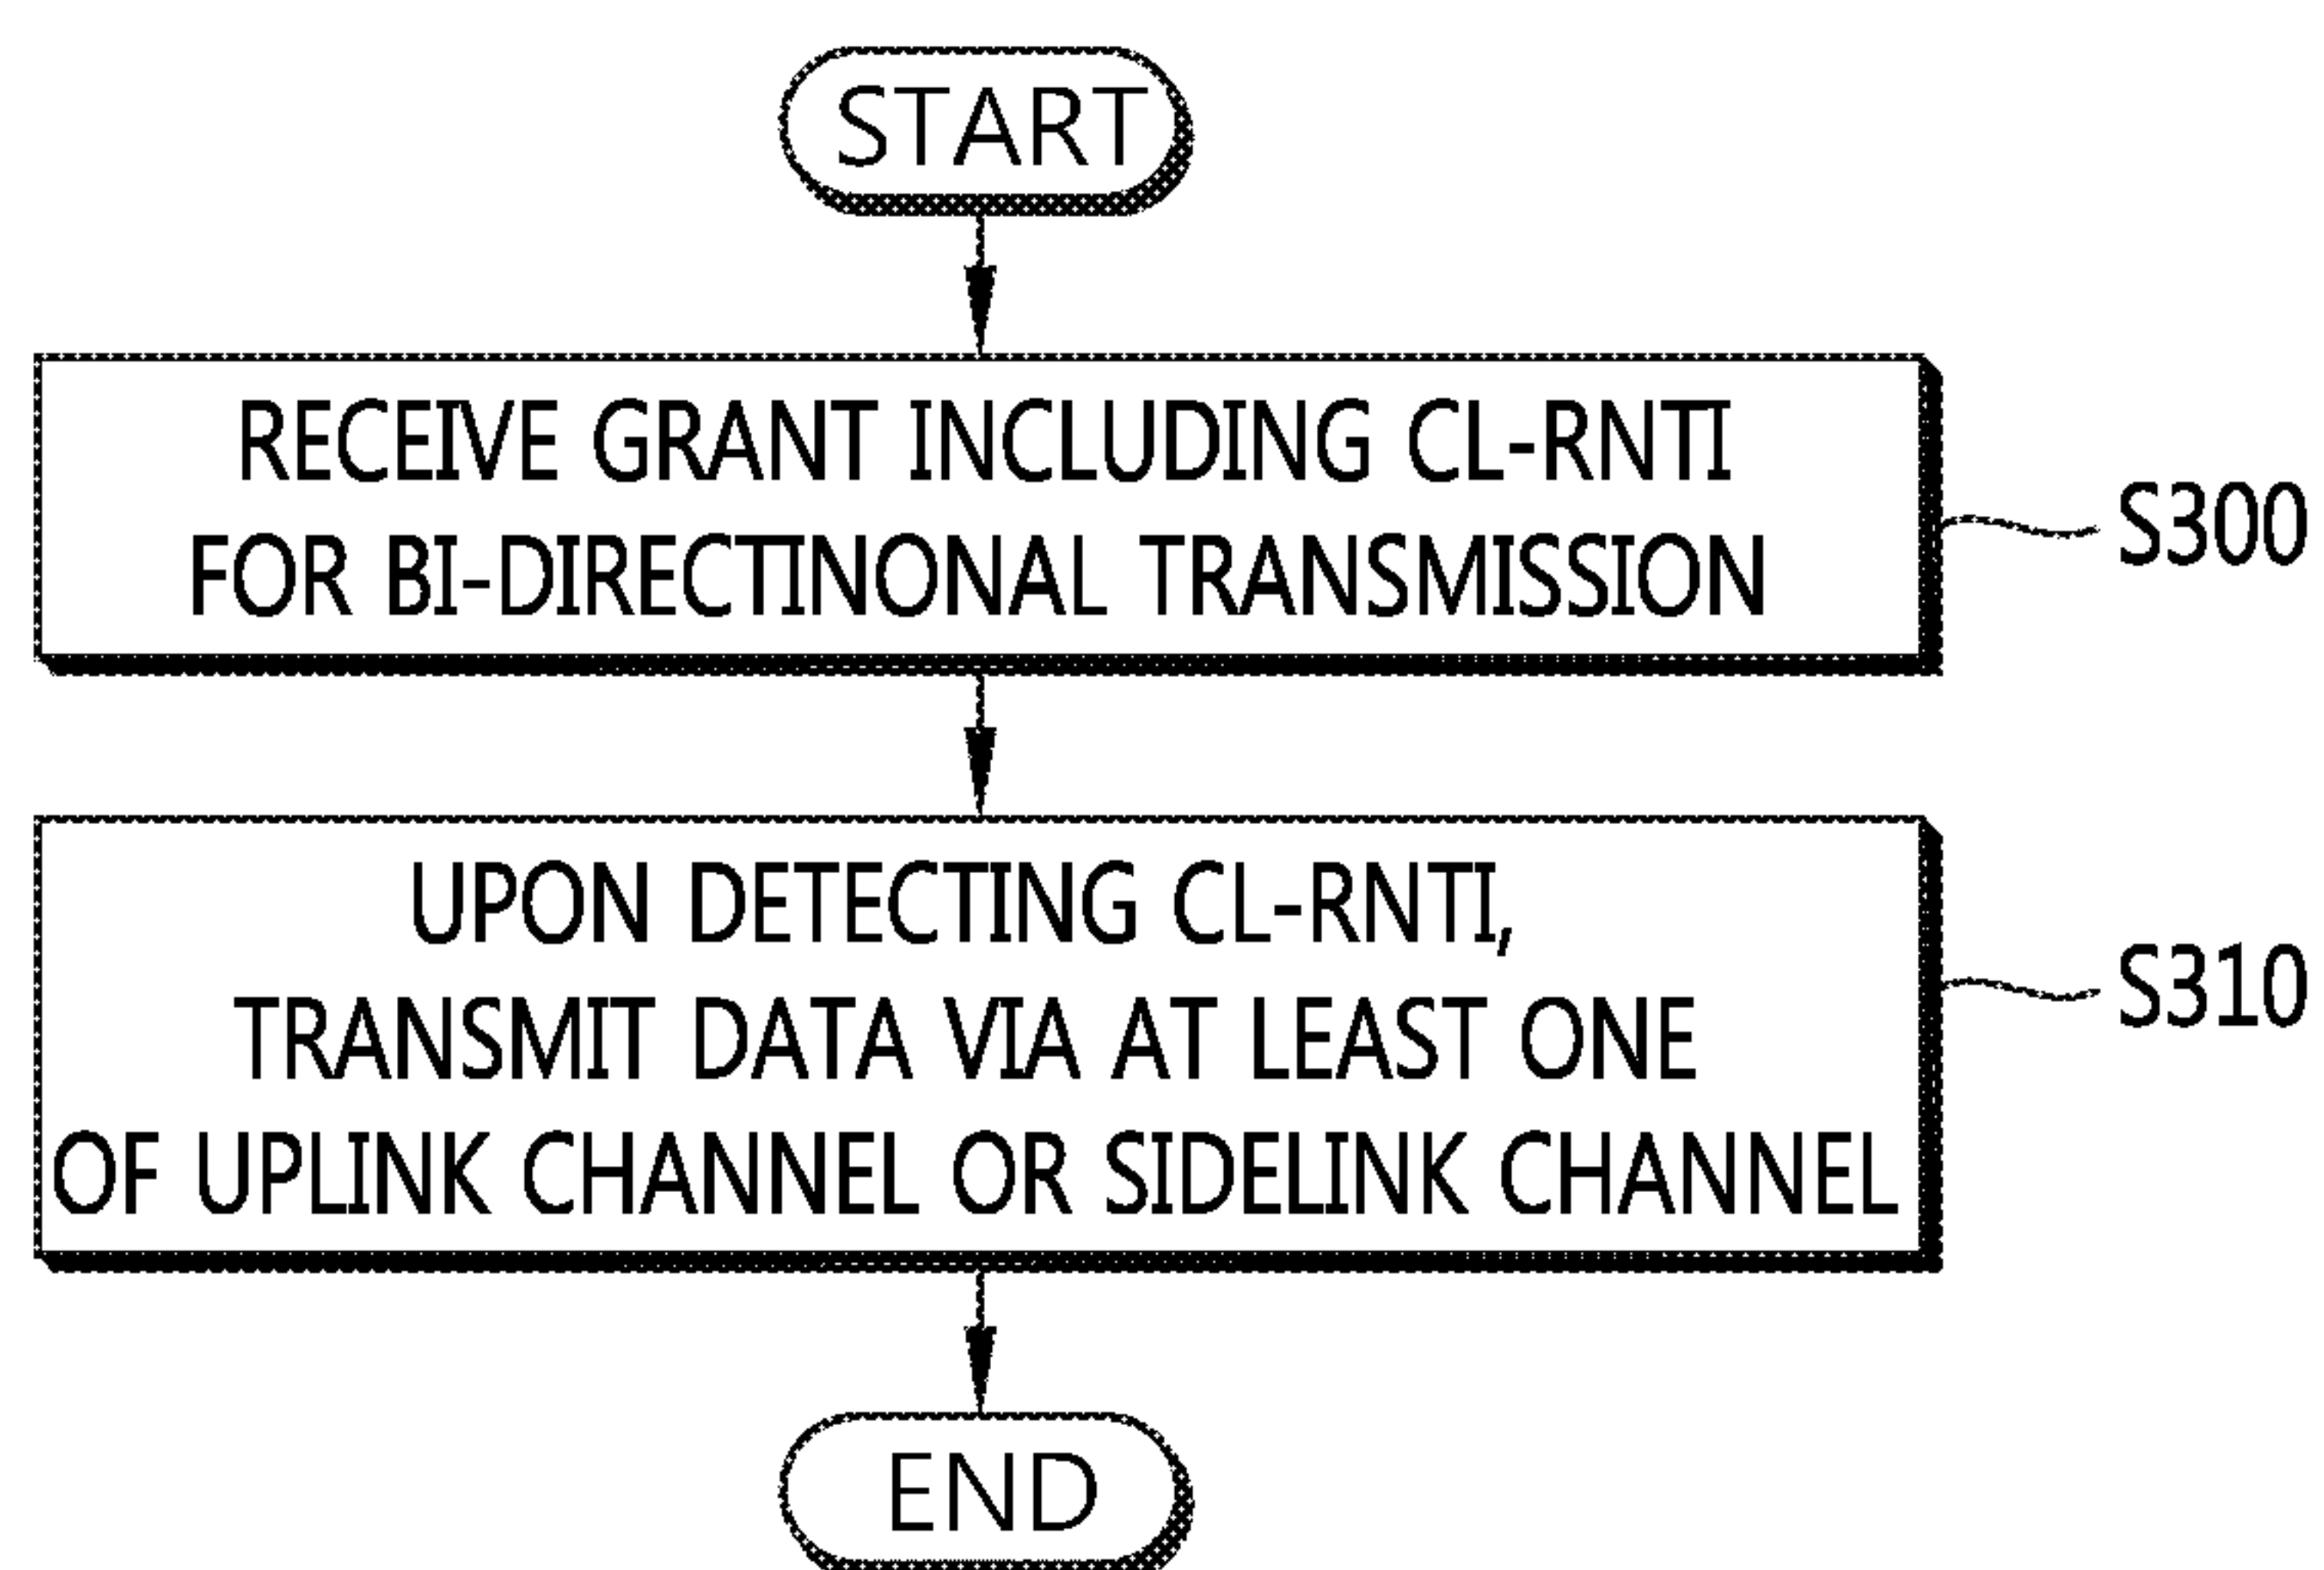 START
RECEIVE GRANT INCLUDING CL-RNTI
FOR BI-DIRECTINONAL TRANSMISSION
S300
UPON DETECTING CL-RNTI,
TRANSMIT DATA VIA AT LEAST ONE
OF UPLINK CHANNEL OR SIDELINK CHANNEL
S310
END